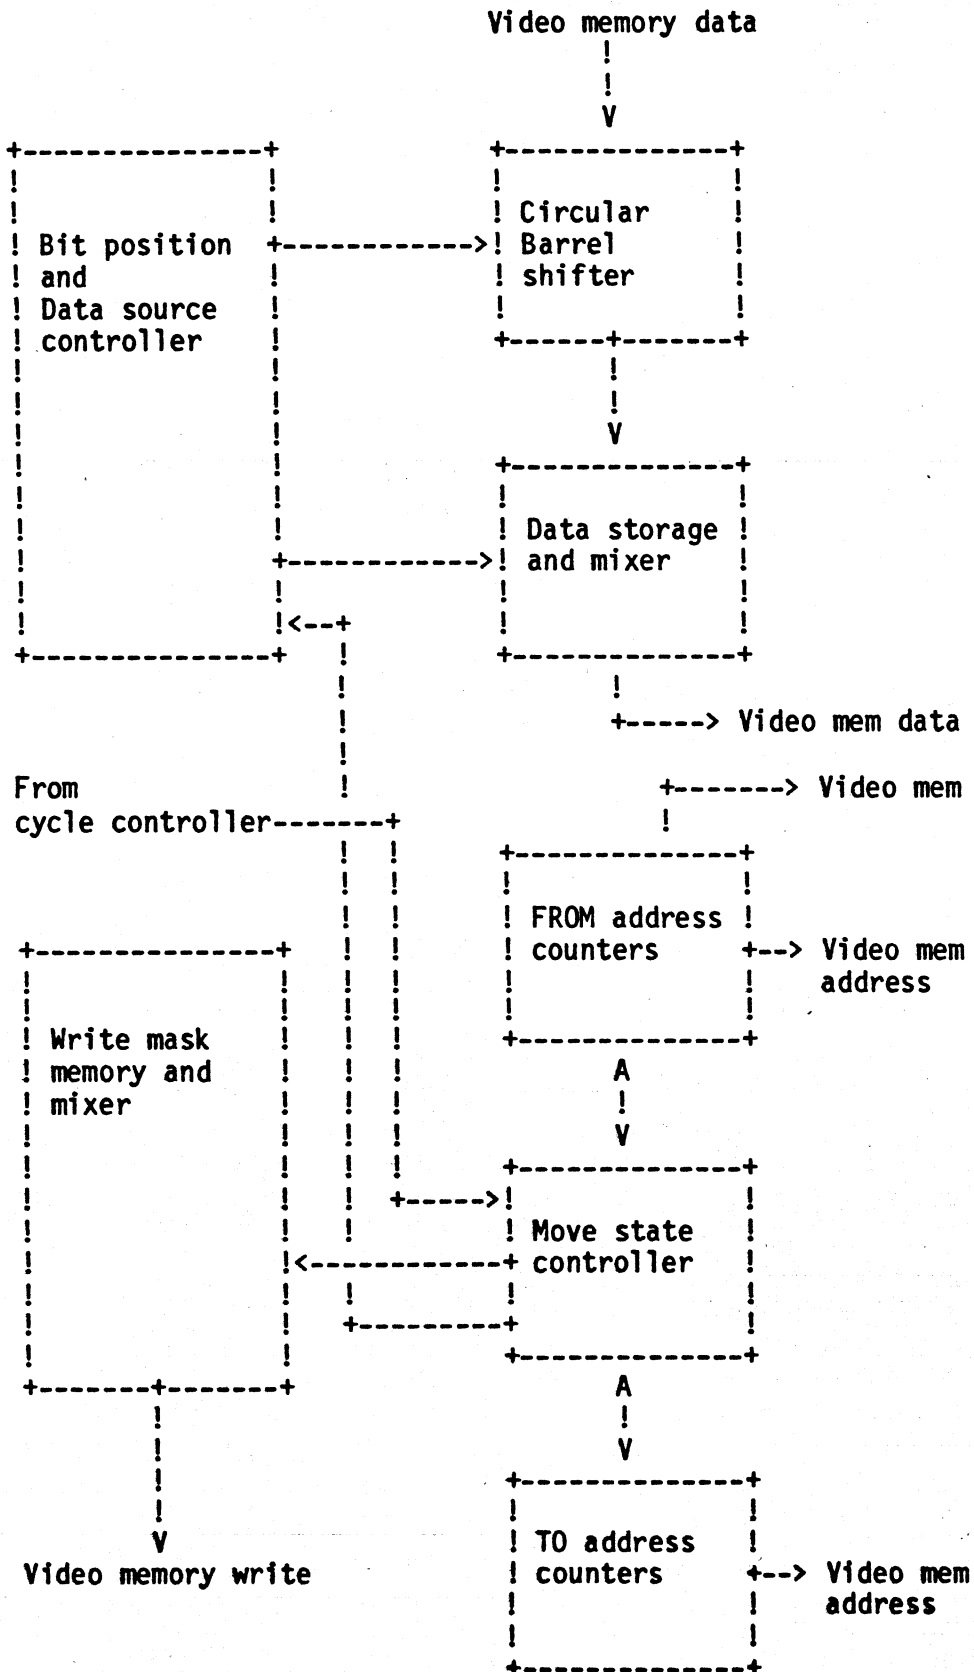 Video memory data
Circular
Barrel
shifter
Bit position
and
Data source
controller
Data storage
and mixer
Video mem data
From
cycle controller
Video mem
FROM address
counters
Video mem
address
Write mask
memory and
mixer
Move state
controller
Video memory write
TO address
counters
Video mem
address